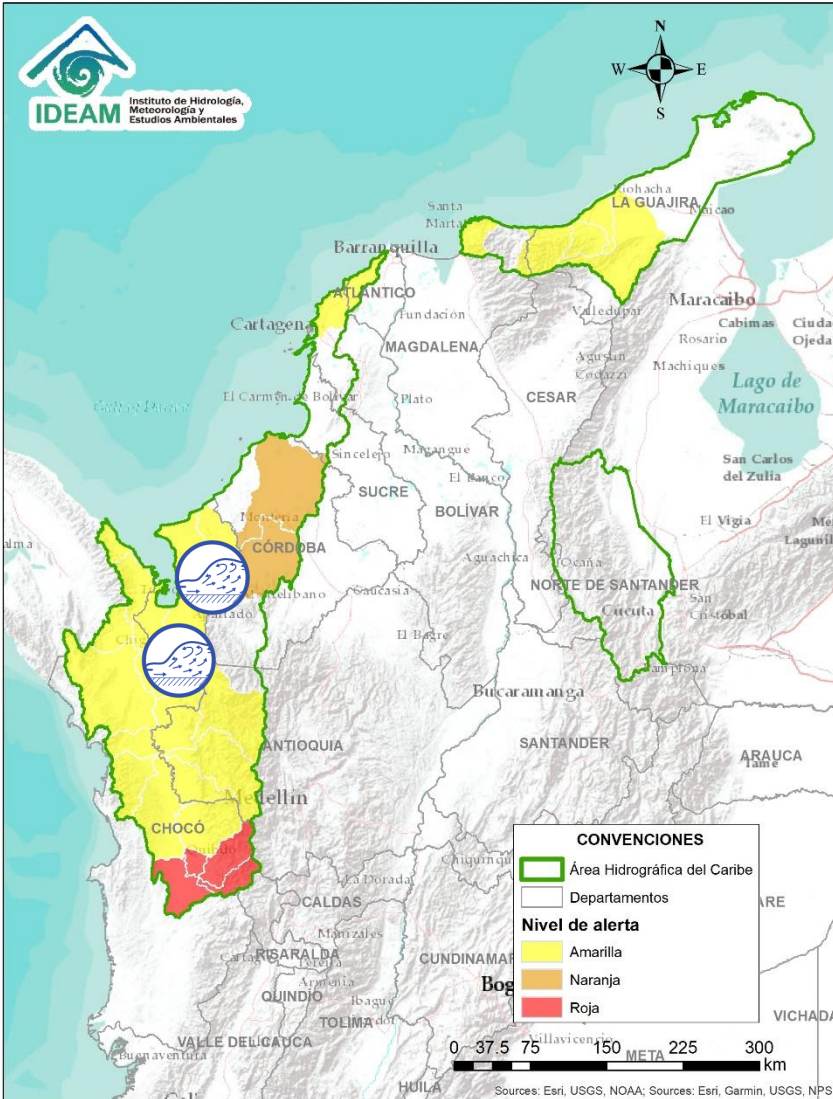 IDEAM
Instituto de Hidrología,
Meteorología y
Estudios Ambientales
N
W
E
S
Riohacha
LA GUAJIRA
Maicao
Santa
Marta
Barranquilla
ATLÁNTICO
Maracaibo
Cabimas
Ciudad
Ojeda
Cartagena
Fundación
Valledupar
Rosario
MAGDALENA
Machiques
Agustín
Codazzi
Lago de
Maracaibo
El Carmen de Bolívar
Plato
CESAR
Sincelejo
Magangue
San Carlos
del Zulia
El Banco
SUCRE
BOLÍVAR
Montería
El Vigía
CÓRDOBA
Aguachica
Ocaña
NORTE DE SANTANDER
Caucasia
Cucuta
San
Cristóbal
El Bagre
Pamplona
Bucaramanga
ANTIOQUIA
SANTANDER
ARAUCA
Tame
Medellín
CHOCÓ
Quibdó
CONVENCIONES
Área Hidrográfica del Caribe
Departamentos
Nivel de alerta
Amarilla
Naranja
Roja
La Dorada
CALDAS
Manizales
RISARALDA
Pereira
Armenia
QUINDÍO
Ibagué
TOLIMA
CUNDINAMAR
Bog
VICHADA
VALLE DEL CAUCA
Buenaventura
Villavicencio
META
HUILA
0 37.5 75 150 225 300
km
Sources: Esri, USGS, NOAA; Sources: Esri, Garmin, USGS, NPS